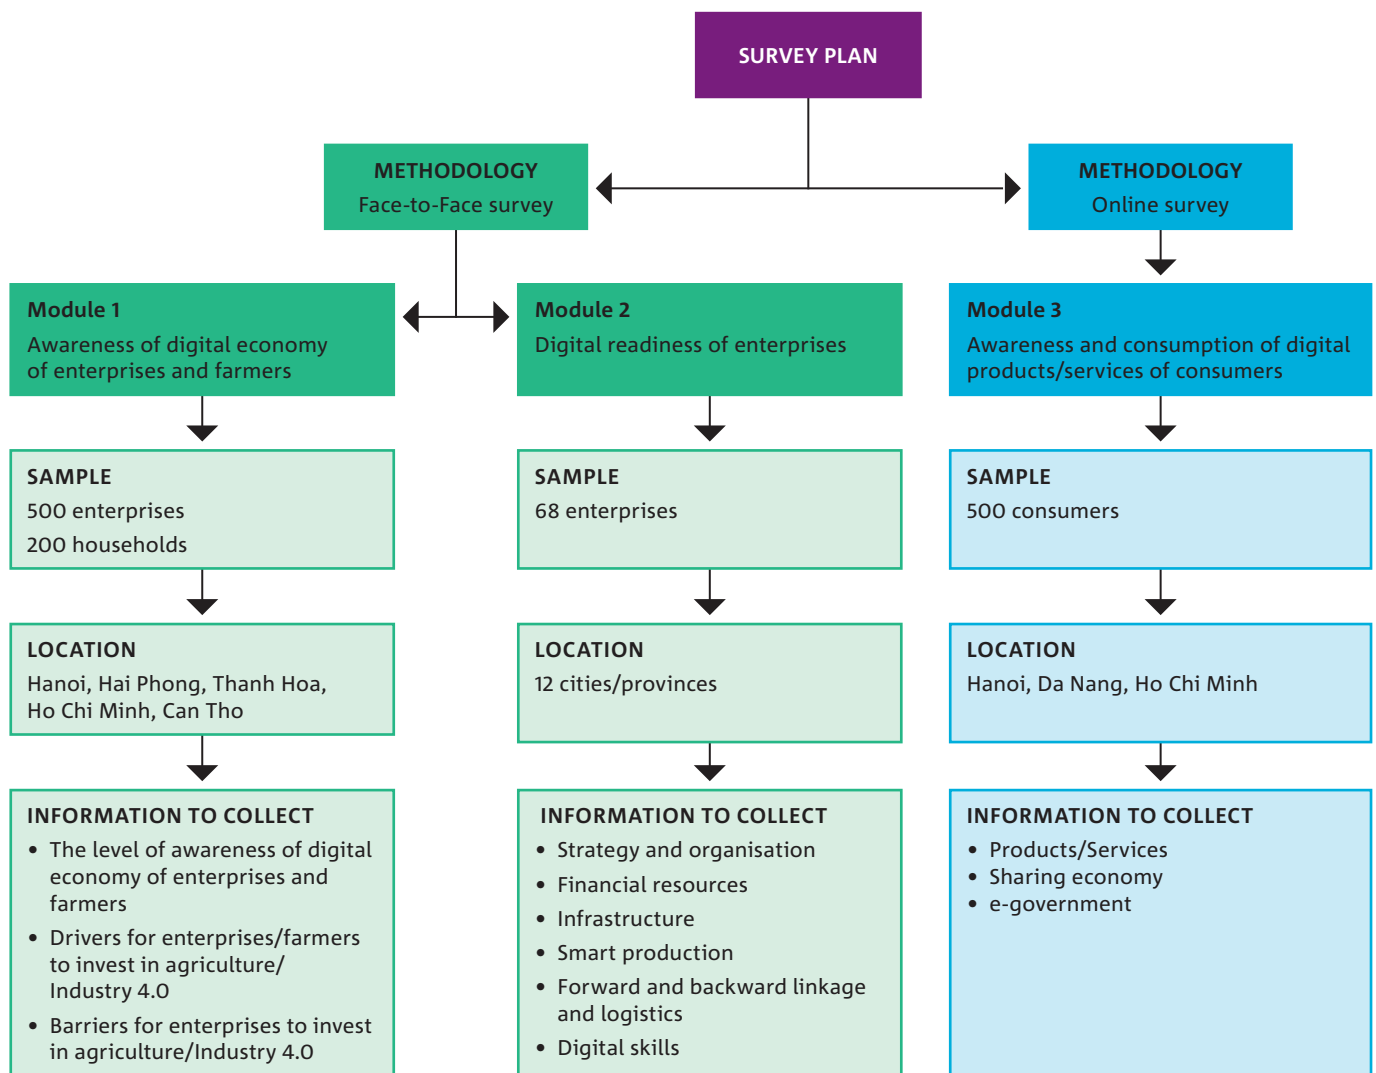 SURVEY PLAN
METHODOLOGY
Face-to-Face survey
METHODOLOGY
Online survey
Module 1
Awareness of digital economy
of enterprises and farmers
Module 2
Digital readiness of enterprises
Module 3
Awareness and consumption of digital
products/services of consumers
SAMPLE
500 enterprises
200 households
SAMPLE
68 enterprises
SAMPLE
500 consumers
LOCATION
Hanoi, Hai Phong, Thanh Hoa,
Ho Chi Minh, Can Tho
LOCATION
12 cities/provinces
LOCATION
Hanoi, Da Nang, Ho Chi Minh
INFORMATION TO COLLECT
• The level of awareness of digital
economy of enterprises and
farmers
• Drivers for enterprises/farmers
to invest in agriculture/
Industry 4.0
• Barriers for enterprises to invest
in agriculture/Industry 4.0
INFORMATION TO COLLECT
• Strategy and organisation
• Financial resources
• Infrastructure
• Smart production
• Forward and backward linkage
and logistics
• Digital skills
INFORMATION TO COLLECT
• Products/Services
• Sharing economy
• e-government